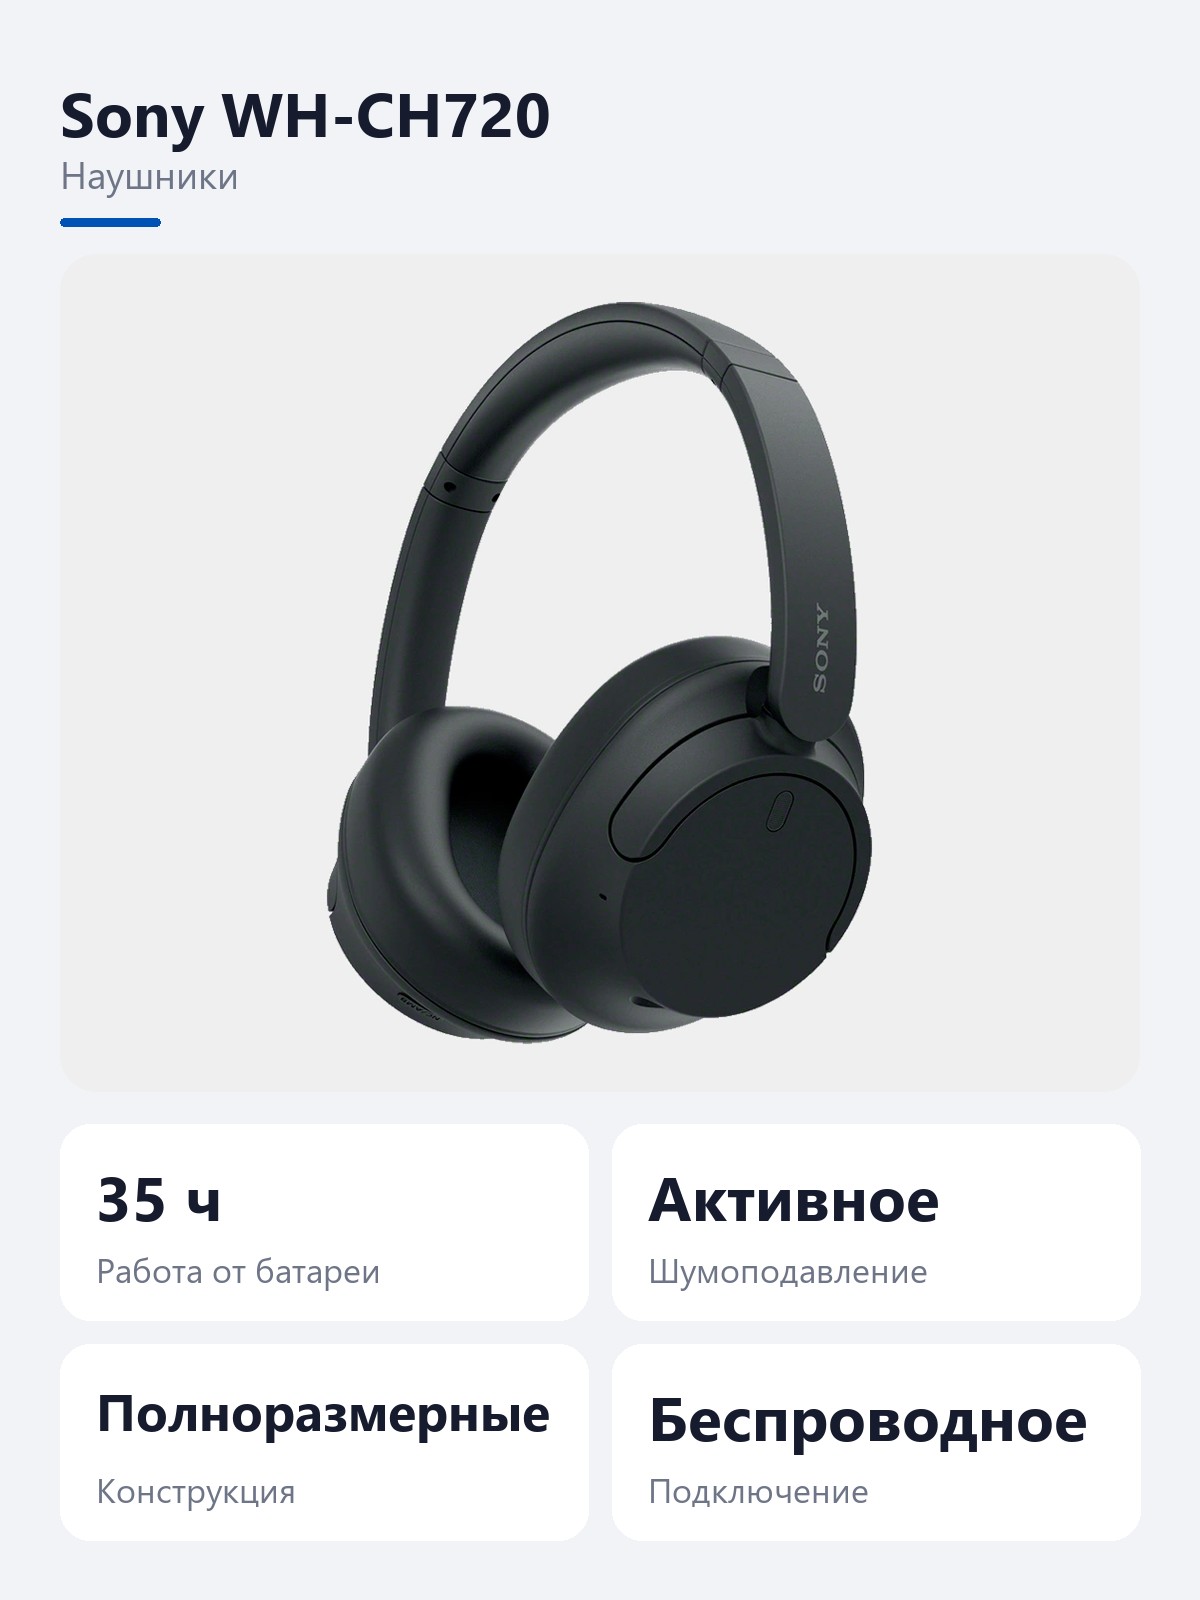 Sony WH-CH720
Наушники
SONY
35 ч
Работа от батареи
Активное
Шумоподавление
Полноразмерные
Конструкция
Беспроводное
Подключение